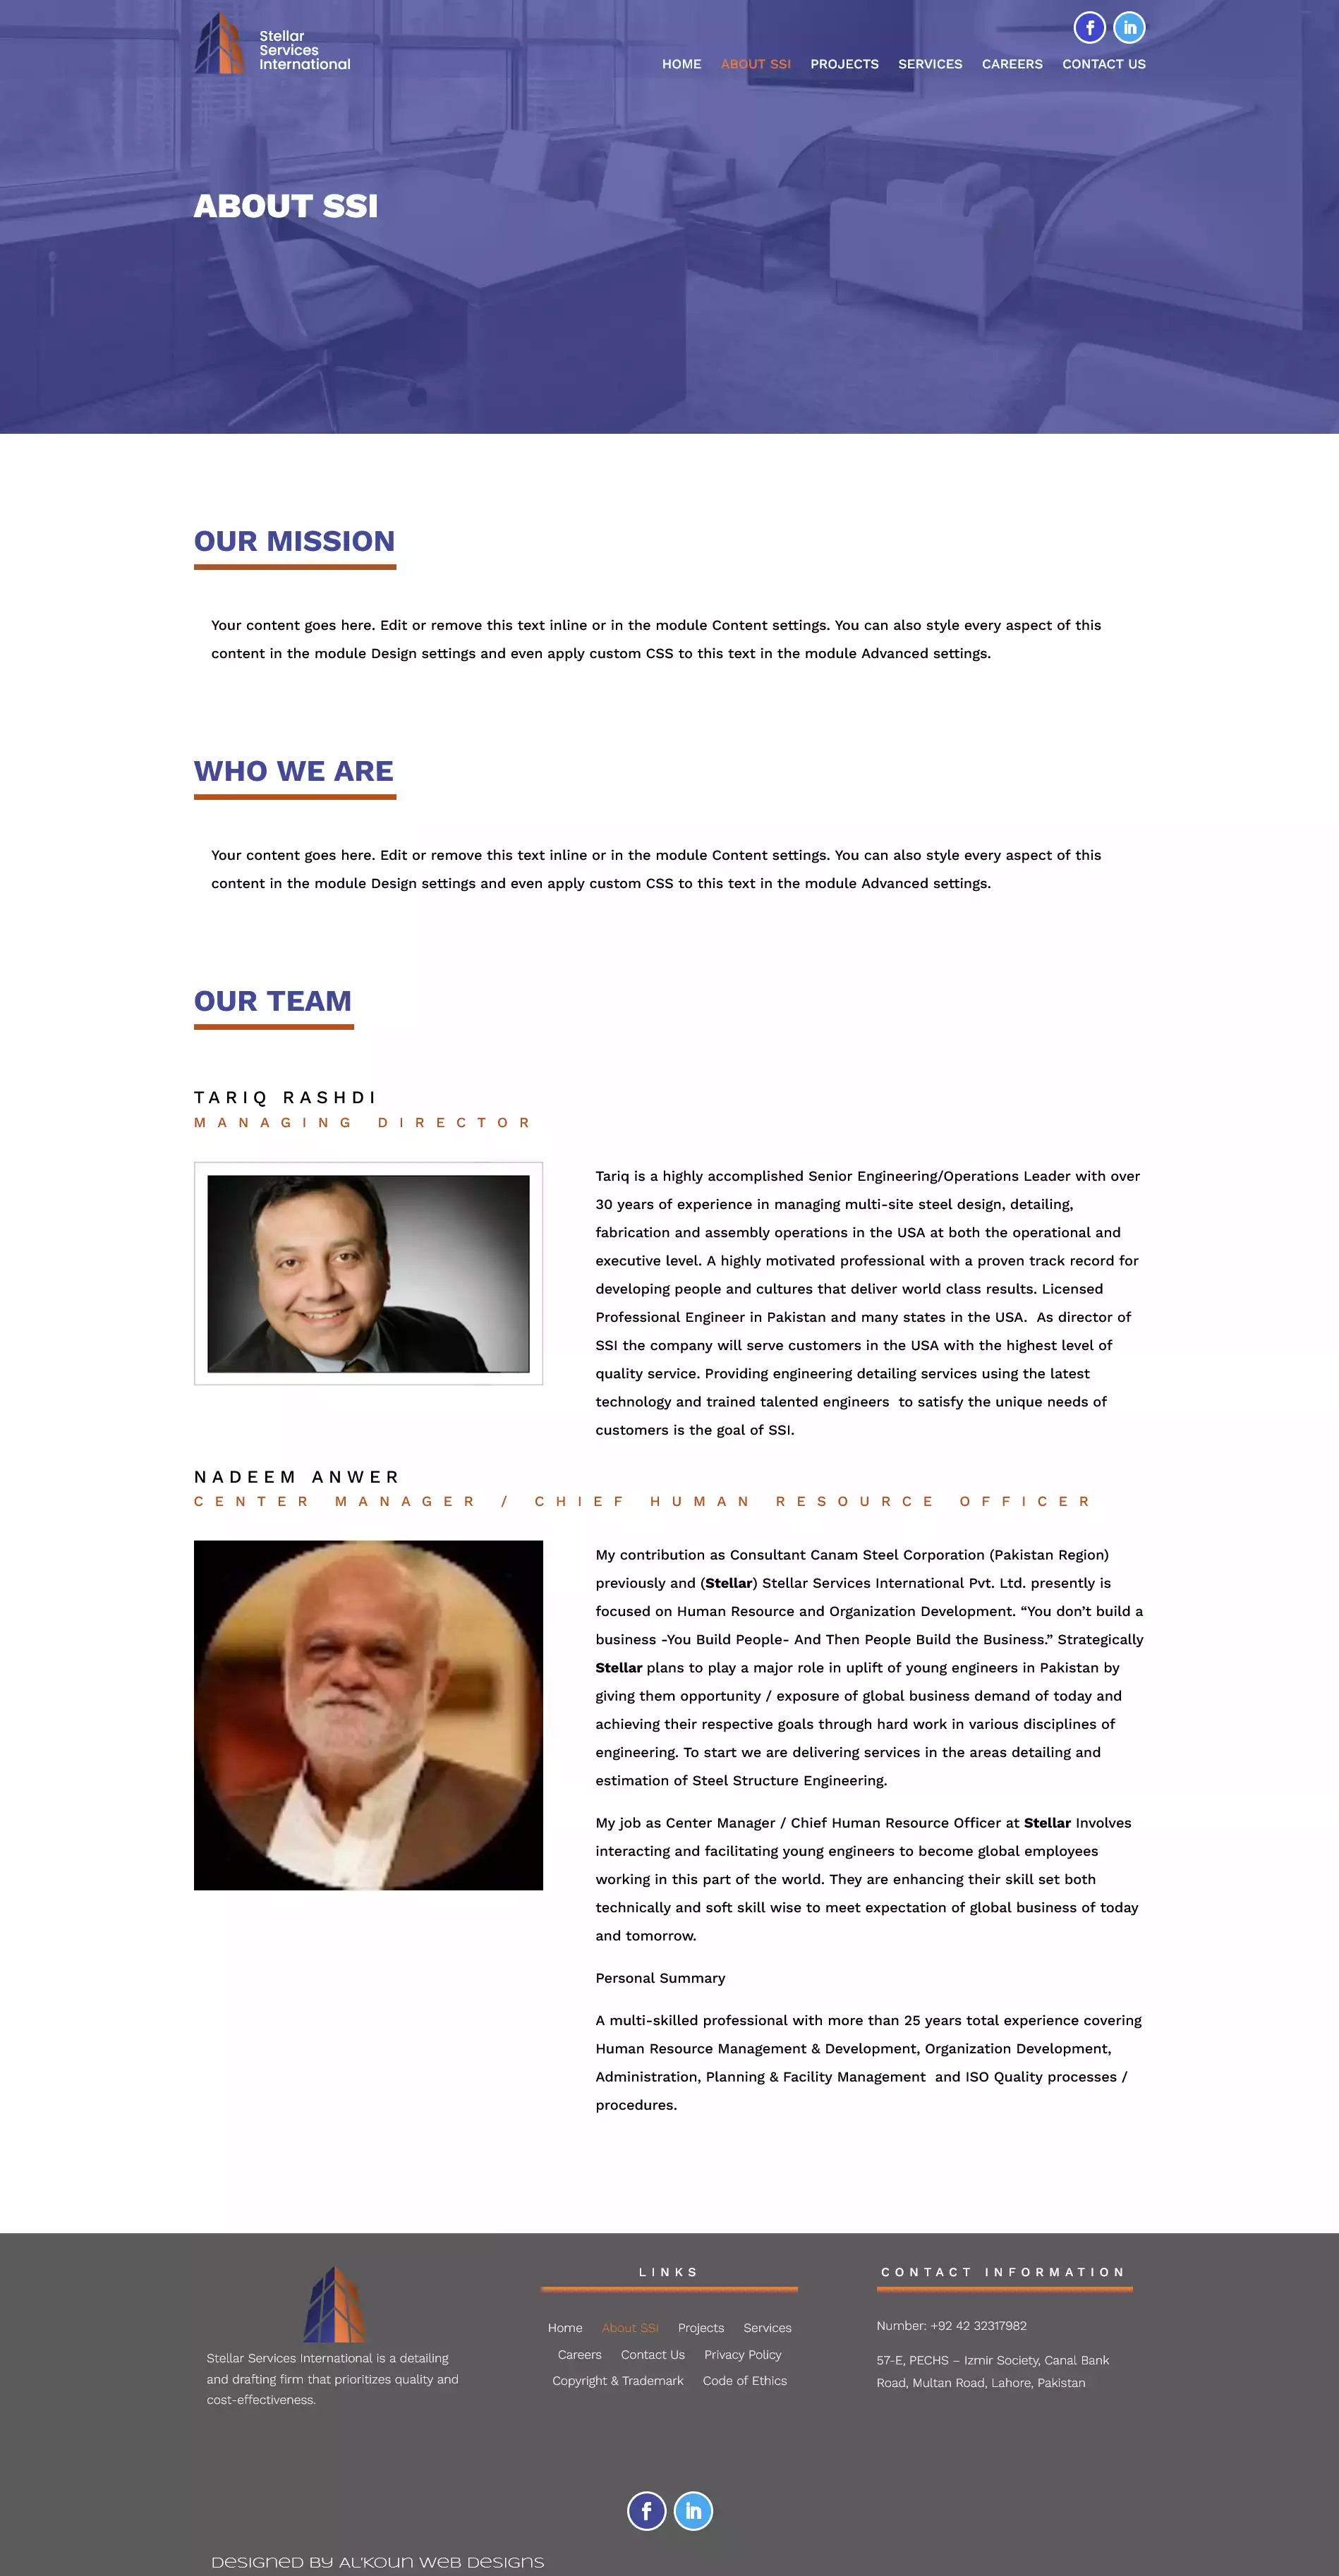 Stellar
Services
International
HOME ABOUT SSI PROJECTS SERVICES CAREERS CONTACT US
ABOUT SSI
OUR MISSION
Your content goes here. Edit or remove this text inline or in the module Content settings. You can also style every aspect of this
content in the module Design settings and even apply custom CSS to this text in the module Advanced settings.
WHO WE ARE
Your content goes here. Edit or remove this text inline or in the module Content settings. You can also style every aspect of this
content in the module Design settings and even apply custom CSS to this text in the module Advanced settings.
OUR TEAM
TARIQ RASHDI
MANAGING DIRECTOR
Tariq is a highly accomplished Senior Engineering/Operations Leader with over
30 years of experience in managing multi-site steel design, detailing,
fabrication and assembly operations in the USA at both the operational and
executive level. A highly motivated professional with a proven track record for
developing people and cultures that deliver world class results. Licensed
Professional Engineer in Pakistan and many states in the USA. As director of
SSI the company will serve customers in the USA with the highest level of
quality service. Providing engineering detailing services using the latest
technology and trained talented engineers to satisfy the unique needs of
customers is the goal of SSI.
NADEEM ANWER
CENTER MANAGER / CHIEF HUMAN RESOURCE OFFICER
My contribution as Consultant Canam Steel Corporation (Pakistan Region)
previously and (Stellar) Stellar Services International Pvt. Ltd. presently is
focused on Human Resource and Organization Development. “You don’t build a
business -You Build People- And Then People Build the Business.” Strategically
Stellar plans to play a major role in uplift of young engineers in Pakistan by
giving them opportunity / exposure of global business demand of today and
achieving their respective goals through hard work in various disciplines of
engineering. To start we are delivering services in the areas detailing and
estimation of Steel Structure Engineering.
My job as Center Manager / Chief Human Resource Officer at Stellar Involves
interacting and facilitating young engineers to become global employees
working in this part of the world. They are enhancing their skill set both
technically and soft skill wise to meet expectation of global business of today
and tomorrow.
Personal Summary
A multi-skilled professional with more than 25 years total experience covering
Human Resource Management & Development, Organization Development,
Administration, Planning & Facility Management and ISO Quality processes /
procedures.
Stellar Services International is a detailing
and drafting firm that prioritizes quality and
cost-effectiveness.
LINKS
Home About SSI Projects Services
Careers Contact Us Privacy Policy
Copyright & Trademark Code of Ethics
CONTACT INFORMATION
Number: +92 42 32317982
57-E, PECHS – Izmir Society, Canal Bank
Road, Multan Road, Lahore, Pakistan
Designed By AL'Koun Web Designs